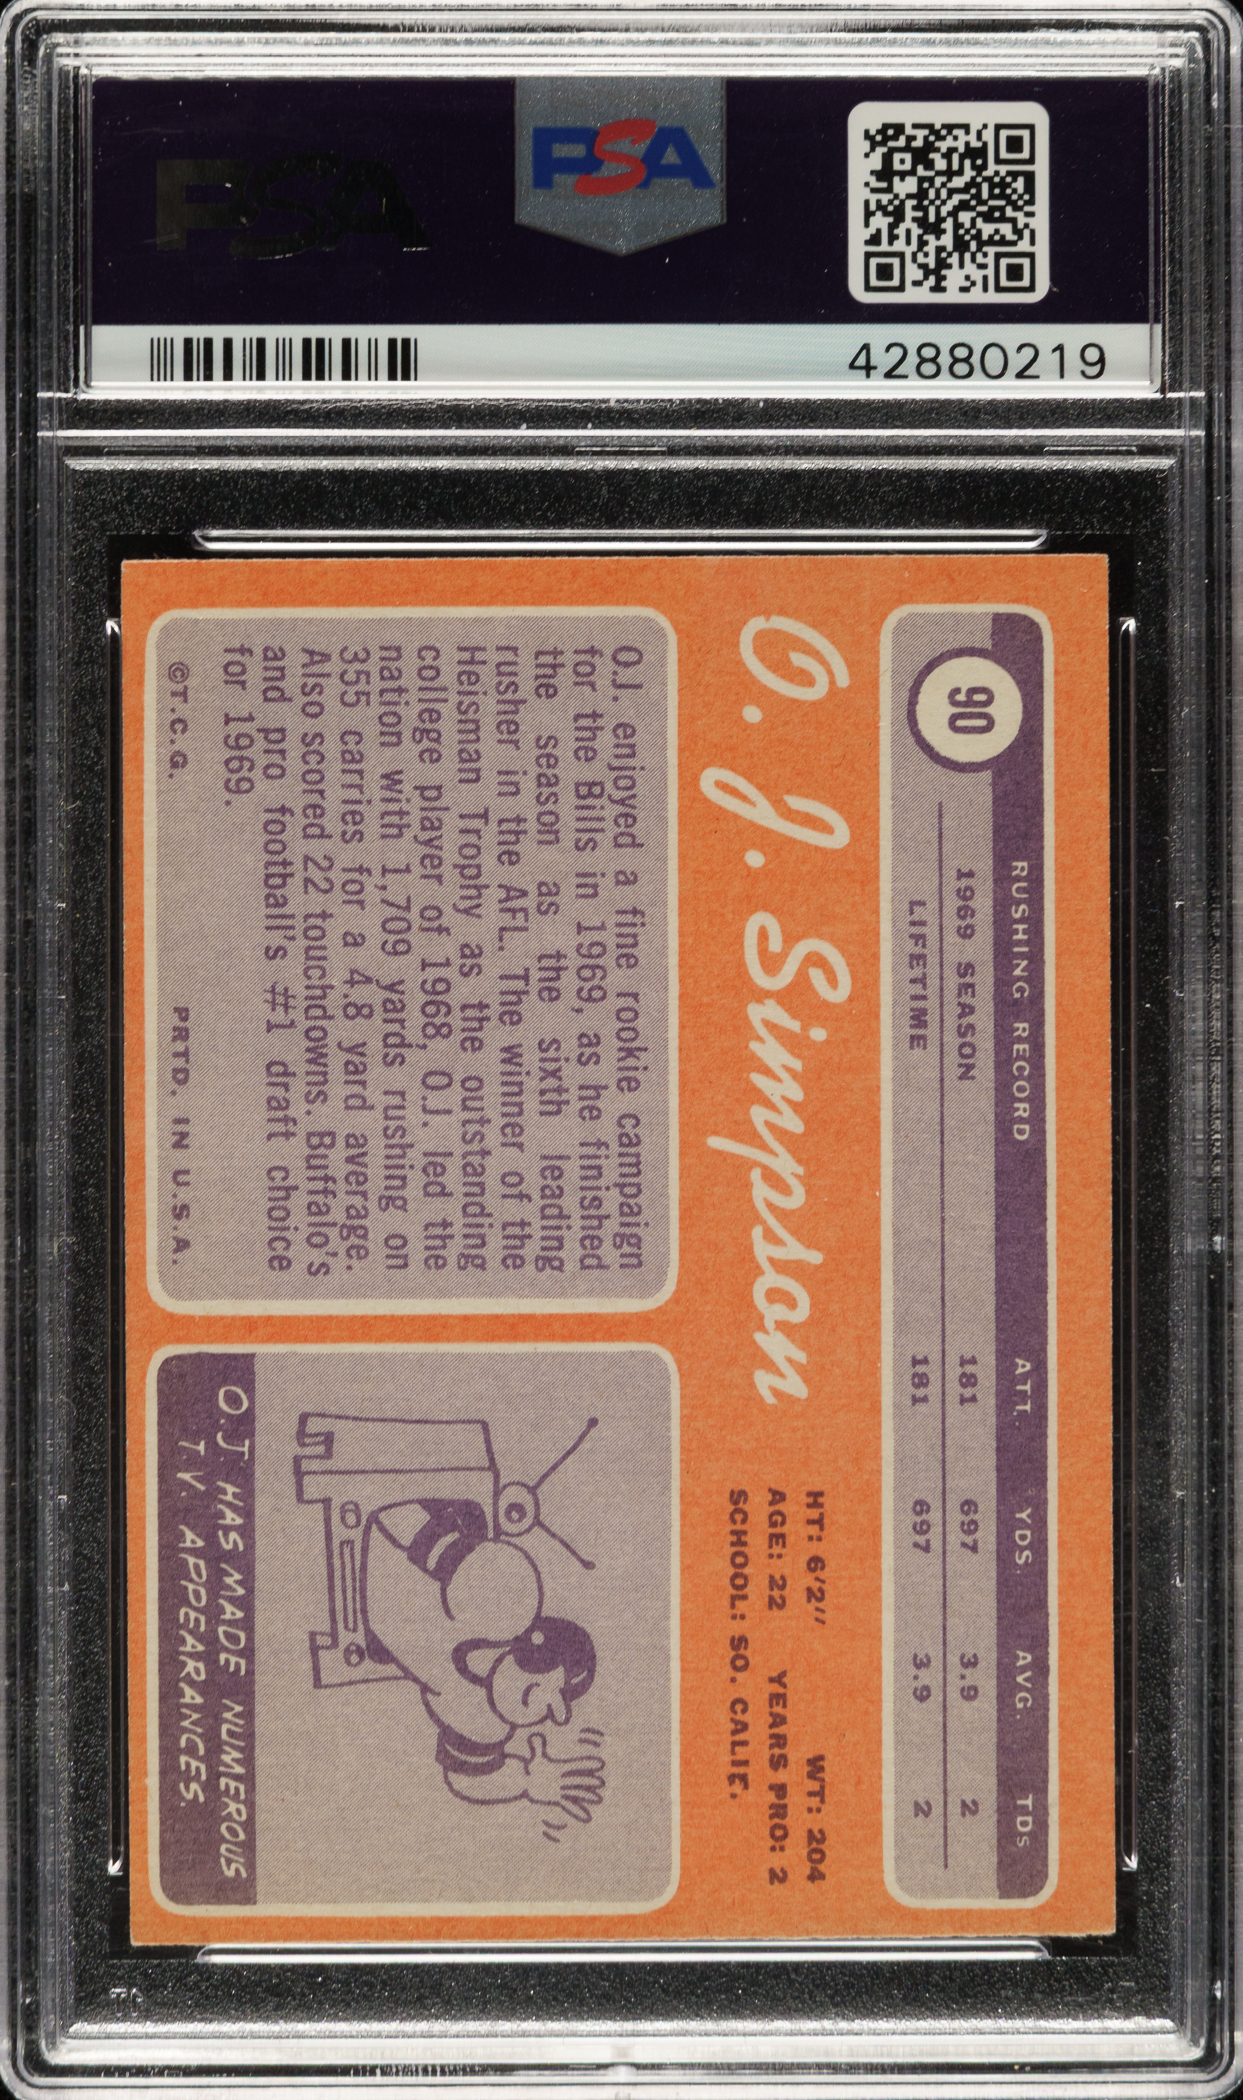 PSA
PSA
42880219
90
RUSHING RECORD ATT. YDS. AVG. TDs
1969 SEASON 181 697 3.9 2
LIFETIME 181 697 3.9 2
O. J. Simpson
HT: 6'2" WT: 204
AGE: 22 YEARS PRO: 2
SCHOOL: SO. CALIF.
O.J. enjoyed a fine rookie campaign
for the Bills in 1969, as he finished
the season as the sixth leading
rusher in the AFL. The winner of the
Heisman Trophy as the outstanding
college player of 1968, O.J. led the
nation with 1,709 yards rushing on
355 carries for a 4.8 yard average.
Also scored 22 touchdowns. Buffalo's
and pro football's #1 draft choice
for 1969.
©T.C.G. PRTD. IN U.S.A.
O.J. HAS MADE NUMEROUS
T.V. APPEARANCES.